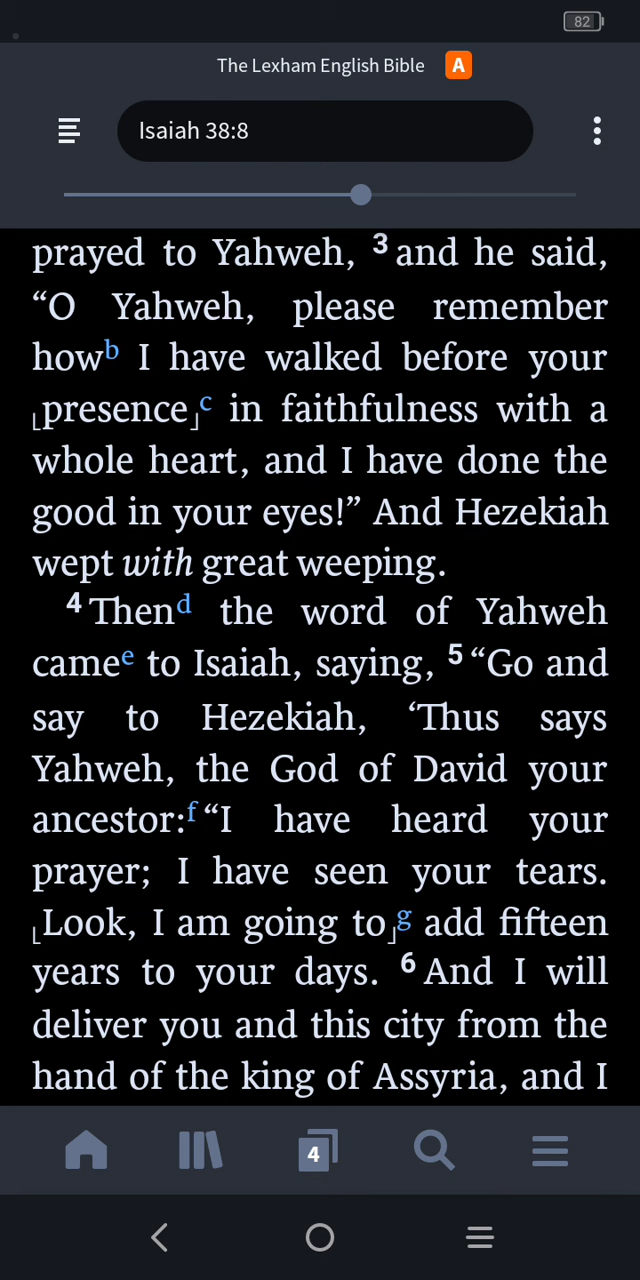 82
The Lexham English Bible A
Isaiah 38:8
prayed to Yahweh, 3 and he said,
“O Yahweh, please remember
howb I have walked before your
⌊presence⌋c in faithfulness with a
whole heart, and I have done the
good in your eyes!” And Hezekiah
wept with great weeping.
4 Thend the word of Yahweh
camee to Isaiah, saying, 5 “Go and
say to Hezekiah, ‘Thus says
Yahweh, the God of David your
ancestor:f “I have heard your
prayer; I have seen your tears.
⌊Look, I am going to⌋g add fifteen
years to your days. 6 And I will
deliver you and this city from the
hand of the king of Assyria, and I
4